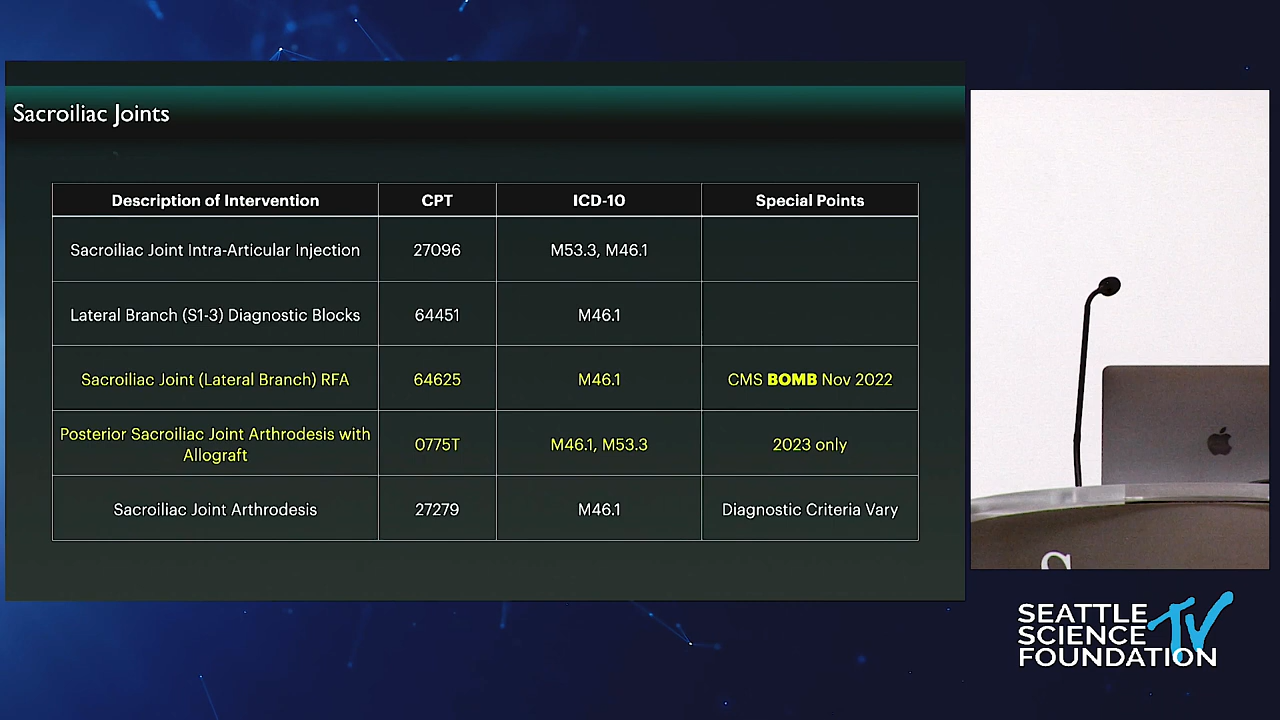 Sacroiliac Joints
Description of Intervention CPT ICD-10 Special Points
Sacroiliac Joint Intra-Articular Injection 27096 M53.3, M46.1
Lateral Branch (S1-3) Diagnostic Blocks 64451 M46.1
Sacroiliac Joint (Lateral Branch) RFA 64625 M46.1 CMS BOMB Nov 2022
Posterior Sacroiliac Joint Arthrodesis with
Allograft 0775T M46.1, M53.3 2023 only
Sacroiliac Joint Arthrodesis 27279 M46.1 Diagnostic Criteria Vary
S
SEATTLE
SCIENCE
FOUNDATION
TV